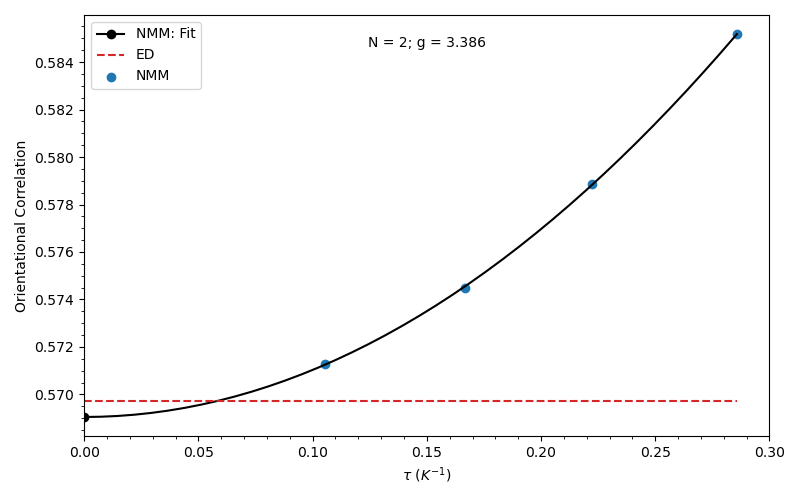 NMM: Fit
ED
NMM
N = 2; g = 3.386
Orientational Correlation
0.584
0.582
0.580
0.578
0.576
0.574
0.572
0.570
0.00
0.05
0.10
0.15
0.20
0.25
0.30
τ (K⁻¹)